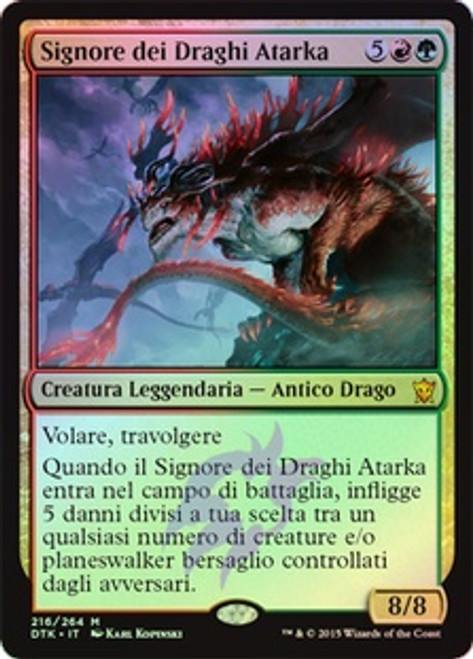 Signore dei Draghi Atarka 5
Creatura Leggendaria — Antico Drago
Volare, travolgere
Quando il Signore dei Draghi Atarka
entra nel campo di battaglia, infligge
5 danni divisi a tua scelta tra un
qualsiasi numero di creature e/o
planeswalker bersaglio controllati
dagli avversari.
8/8
216/264 M
DTK • IT Karl Kopinski
™ & © 2015 Wizards of the Coast